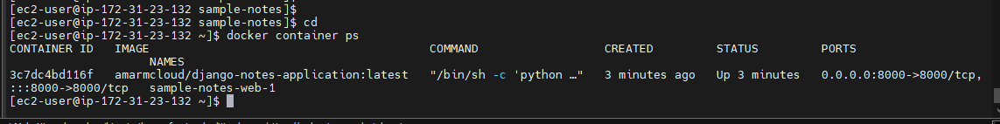 [ec2-user@ip-172-31-23-132 sample-notes]$
[ec2-user@ip-172-31-23-132 sample-notes]$ cd
[ec2-user@ip-172-31-23-132 ~]$ docker container ps
CONTAINER ID   IMAGE                                      COMMAND                  CREATED         STATUS         PORTS
                    NAMES
3c7dc4bd116f   amarmcloud/django-notes-application:latest   "/bin/sh -c 'python …"   3 minutes ago   Up 3 minutes   0.0.0.0:8000->8000/tcp,
:::8000->8000/tcp   sample-notes-web-1
[ec2-user@ip-172-31-23-132 ~]$